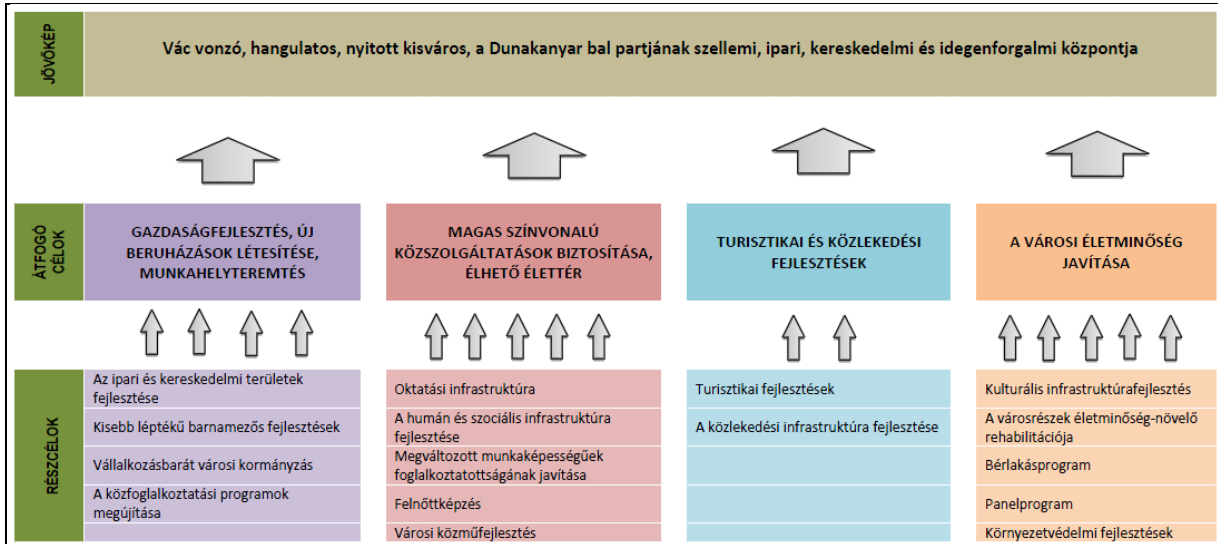 JÖVŐKÉP
Vác vonzó, hangulatos, nyitott kisváros, a Dunakanyar bal partjának szellemi, ipari, kereskedelmi és idegenforgalmi központja
ÁTFOGÓ
CÉLOK
GAZDASÁGFEJLESZTÉS, ÚJ
BERUHÁZÁSOK LÉTESÍTÉSE,
MUNKAHELYTEREMTÉS
MAGAS SZÍNVONALÚ
KÖZSZOLGÁLTATÁSOK BIZTOSÍTÁSA,
ÉLHETŐ ÉLETTÉR
TURISZTIKAI ÉS KÖZLEKEDÉSI
FEJLESZTÉSEK
A VÁROSI ÉLETMINŐSÉG
JAVÍTÁSA
RÉSZCÉLOK
Az ipari és kereskedelmi területek
fejlesztése
Kisebb léptékű barnamezős fejlesztések
Vállalkozásbarát városi kormányzás
A közfoglalkoztatási programok
megújítása
Oktatási infrastruktúra
A humán és szociális infrastruktúra
fejlesztése
Megváltozott munkaképességűek
foglalkoztatottságának javítása
Felnőttképzés
Városi közműfejlesztés
Turisztikai fejlesztések
A közlekedési infrastruktúra fejlesztése
Kulturális infrastruktúrafejlesztés
A városrészek életminőség-növelő
rehabilitációja
Bérlakásprogram
Panelprogram
Környezetvédelmi fejlesztések